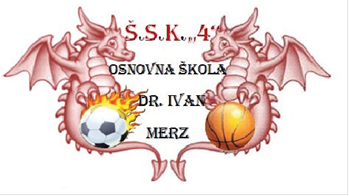 Š.S.K.„4“
OSNOVNA ŠKOLA
DR. IVAN
MERZ